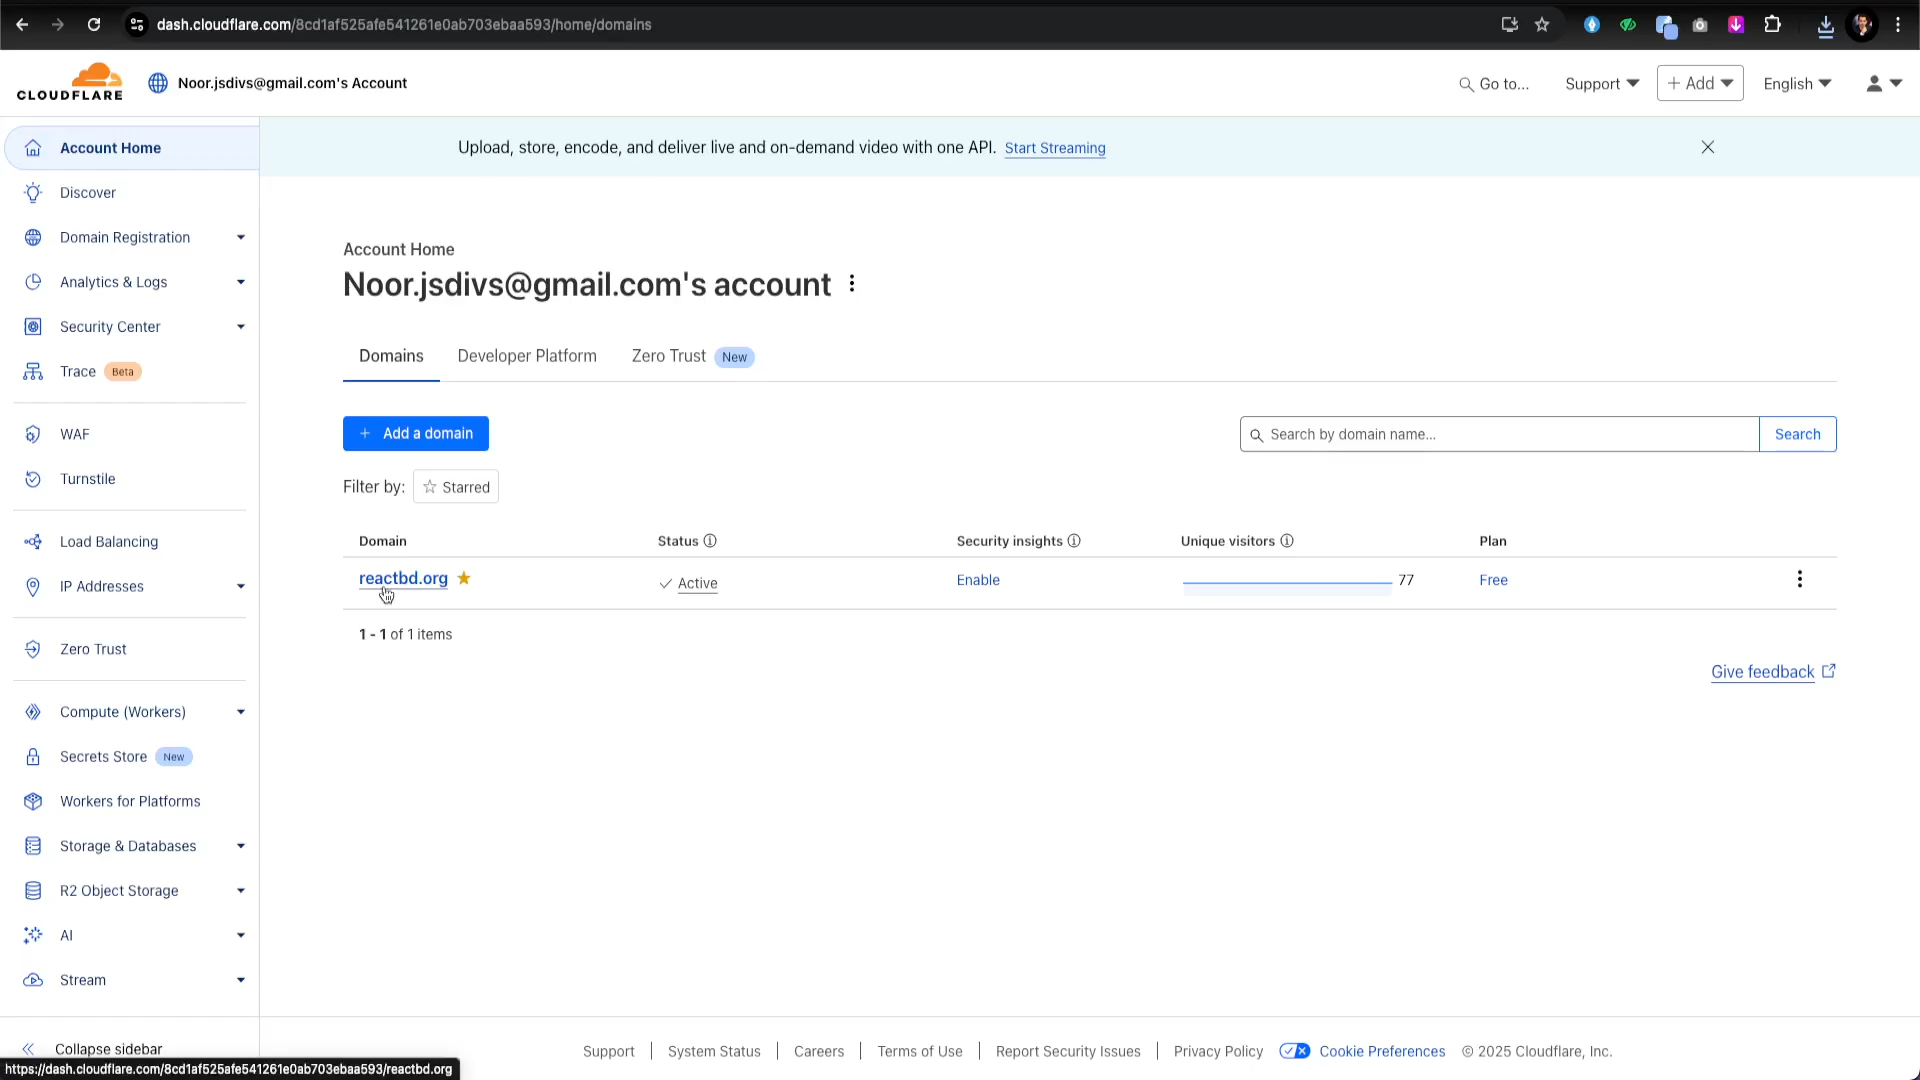 dash.cloudflare.com/8cd1af525afe541261e0ab703ebaa593/home/domains
CLOUDFLARE
Noor.jsdivs@gmail.com's Account
Go to...
Support
+ Add
English
Account Home
Discover
Domain Registration
Analytics & Logs
Security Center
Trace Beta
WAF
Turnstile
Load Balancing
IP Addresses
Zero Trust
Compute (Workers)
Secrets Store New
Workers for Platforms
Storage & Databases
R2 Object Storage
AI
Stream
Collapse sidebar
Upload, store, encode, and deliver live and on-demand video with one API. Start Streaming
Account Home
Noor.jsdivs@gmail.com's account
Domains Developer Platform Zero Trust New
+ Add a domain
Search by domain name...
Search
Filter by: Starred
Domain Status Security insights Unique visitors Plan
reactbd.org Active Enable 77 Free
1 - 1 of 1 items
Give feedback
Support System Status Careers Terms of Use Report Security Issues Privacy Policy Cookie Preferences © 2025 Cloudflare, Inc.
https://dash.cloudflare.com/8cd1af525afe541261e0ab703ebaa593/reactbd.org